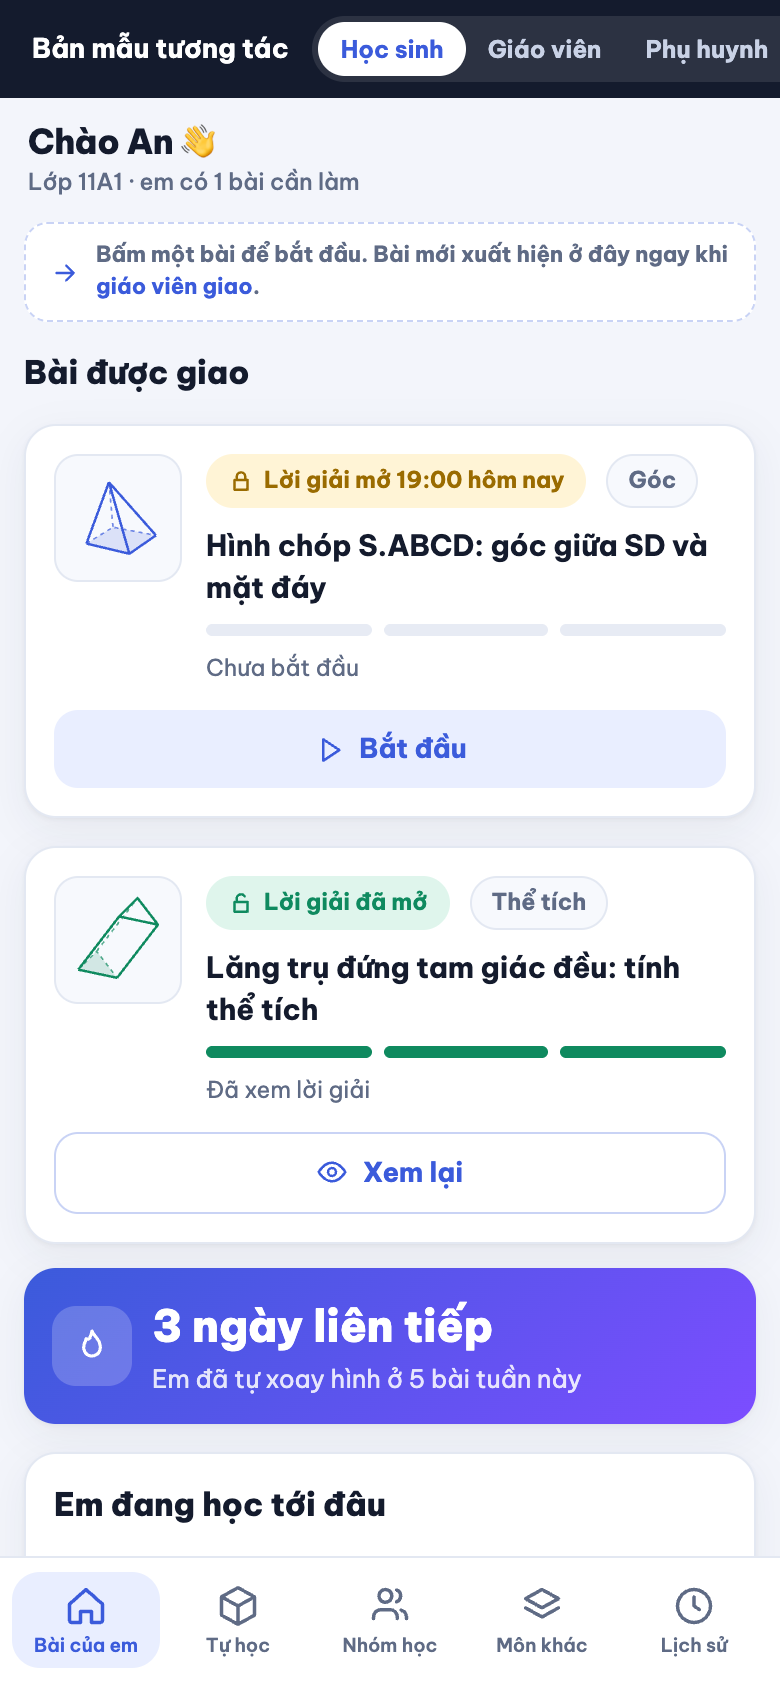 Bản mẫu tương tác
Học sinh
Giáo viên
Phụ huynh
Chào An 👋
Lớp 11A1 · em có 1 bài cần làm
Bấm một bài để bắt đầu. Bài mới xuất hiện ở đây ngay khi
giáo viên giao.
Bài được giao
Lời giải mở 19:00 hôm nay
Góc
Hình chóp S.ABCD: góc giữa SD và
mặt đáy
Chưa bắt đầu
Bắt đầu
Lời giải đã mở
Thể tích
Lăng trụ đứng tam giác đều: tính
thể tích
Đã xem lời giải
Xem lại
3 ngày liên tiếp
Em đã tự xoay hình ở 5 bài tuần này
Em đang học tới đâu
Bài của em
Tự học
Nhóm học
Môn khác
Lịch sử